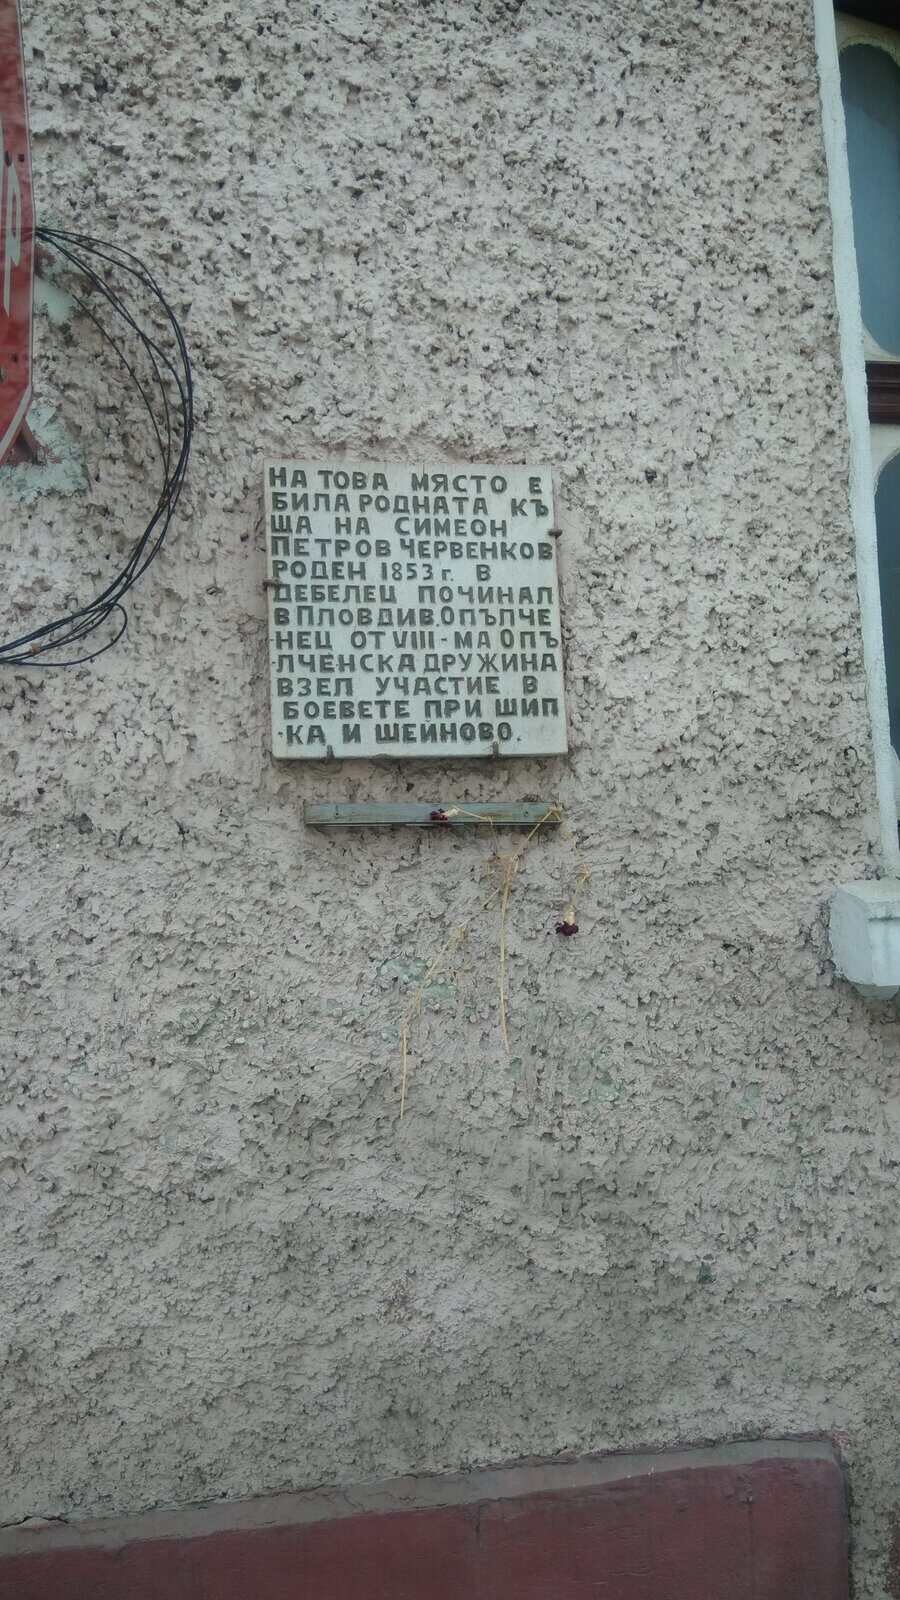 НА ТОВА МЯСТО Е
БИЛА РОДНАТА КЪ
ЩА НА СИМЕОН
ПЕТРОВ ЧЕРВЕНКОВ
РОДЕН 1853 г. В
ДЕБЕЛЕЦ ПОЧИНАЛ
В ПЛОВДИВ. ОПЪЛЧЕ
НЕЦ ОТ VIII - МА ОПЪ
-ЛЧЕНСКА ДРУЖИНА
ВЗЕЛ УЧАСТИЕ В
БОЕВЕТЕ ПРИ ШИП
-КА И ШЕЙНОВО.